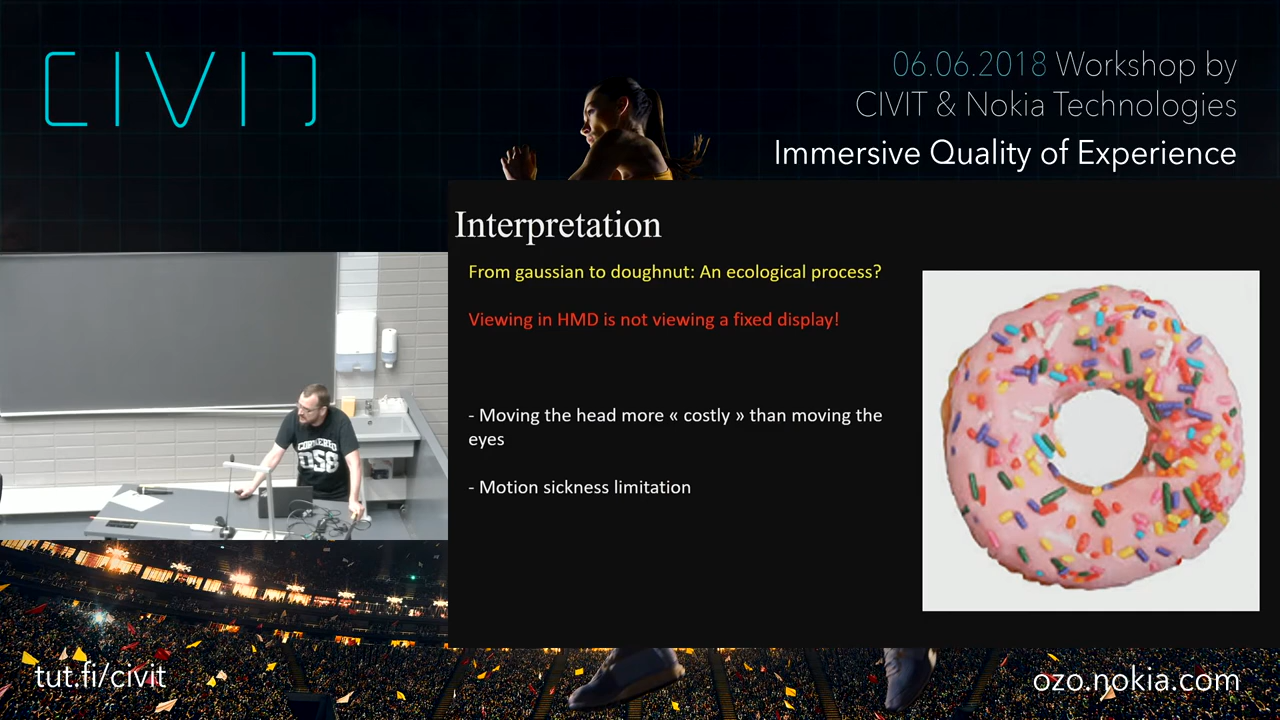 CIVIT
06.06.2018 Workshop by
CIVIT & Nokia Technologies
Immersive Quality of Experience
Interpretation
From gaussian to doughnut: An ecological process?
Viewing in HMD is not viewing a fixed display!
- Moving the head more « costly » than moving the
eyes
- Motion sickness limitation
tut.fi/civit
ozo.nokia.com